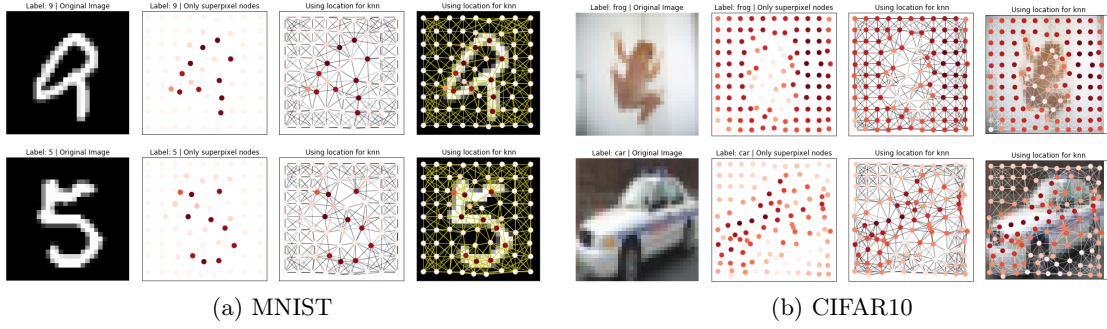 Label: 9 | Original Image
Label: 9 | Only superpixel nodes
Using location for knn
Using location for knn
Label: 5 | Original Image
Label: 5 | Only superpixel nodes
Using location for knn
Using location for knn
(a) MNIST
Label: frog | Original Image
Label: frog | Only superpixel nodes
Using location for knn
Using location for knn
Label: car | Original Image
Label: car | Only superpixel nodes
Using location for knn
Using location for knn
(b) CIFAR10